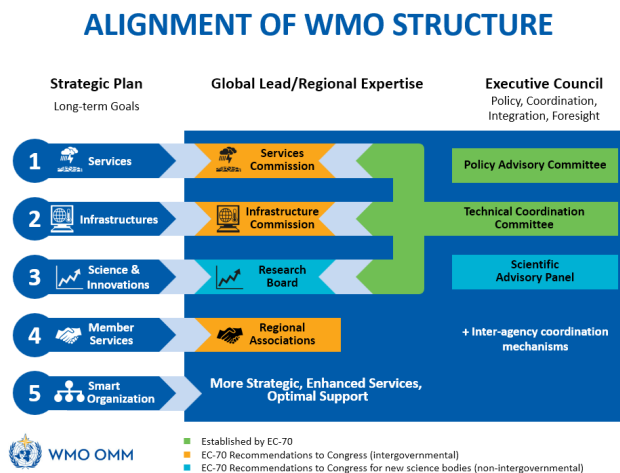 ALIGNMENT OF WMO STRUCTURE
Strategic Plan
Long-term Goals
Global Lead/Regional Expertise
Executive Council
Policy, Coordination,
Integration, Foresight
1
Services
Services
Commission
Policy Advisory Committee
2
Infrastructures
Infrastructure
Commission
Technical Coordination
Committee
3
Science &
Innovations
Research
Board
Scientific
Advisory Panel
4
Member
Services
Regional
Associations
+ Inter-agency coordination
mechanisms
5
Smart
Organization
More Strategic, Enhanced Services,
Optimal Support
WMO OMM
Established by EC-70
EC-70 Recommendations to Congress (intergovernmental)
EC-70 Recommendations to Congress for new science bodies (non-intergovernmental)